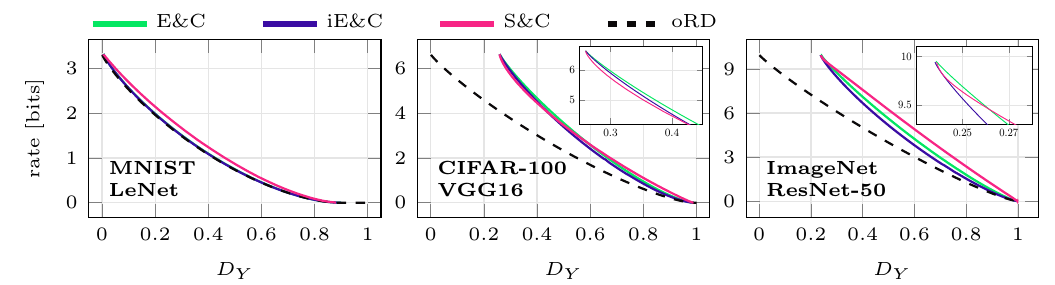 E&C iE&C S&C oRD
rate [bits]
3
2
1
0
MNIST
LeNet
0 0.2 0.4 0.6 0.8 1
D_Y
6
4
2
0
CIFAR-100
VGG16
0 0.2 0.4 0.6 0.8 1
D_Y
6
5
0.3 0.4
9
6
3
0
ImageNet
ResNet-50
0 0.2 0.4 0.6 0.8 1
D_Y
10
9.5
0.25 0.27